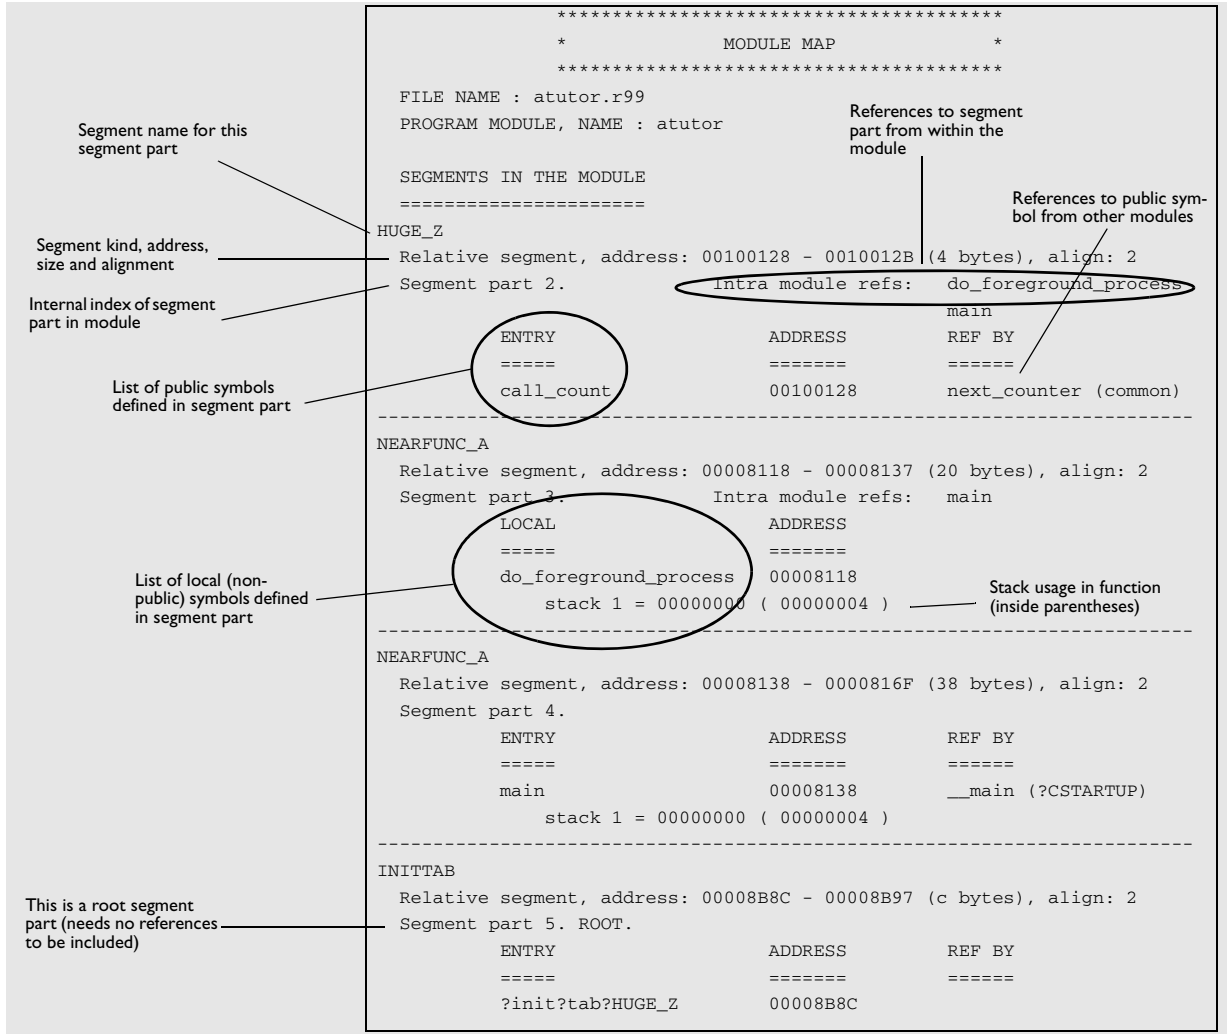 ****************************************
* MODULE MAP *
****************************************
FILE NAME : atutor.r99
PROGRAM MODULE, NAME : atutor
References to segment
part from within the
module
Segment name for this
segment part
SEGMENTS IN THE MODULE
======================
References to public sym-
bol from other modules
HUGE_Z
Segment kind, address,
size and alignment
Relative segment, address: 00100128 - 0010012B (4 bytes), align: 2
Segment part 2. Intra module refs: do_foreground_process
main
Internal index of segment
part in module
ENTRY ADDRESS REF BY
===== ======= ======
call_count 00100128 next_counter (common)
List of public symbols
defined in segment part
-------------------------------------------------------------------------
NEARFUNC_A
Relative segment, address: 00008118 - 00008137 (20 bytes), align: 2
Segment part 3. Intra module refs: main
LOCAL ADDRESS
===== =======
do_foreground_process 00008118
stack 1 = 00000000 ( 00000004 )
List of local (non-
public) symbols defined
in segment part
Stack usage in function
(inside parentheses)
-------------------------------------------------------------------------
NEARFUNC_A
Relative segment, address: 00008138 - 0000816F (38 bytes), align: 2
Segment part 4.
ENTRY ADDRESS REF BY
===== ======= ======
main 00008138 __main (?CSTARTUP)
stack 1 = 00000000 ( 00000004 )
-------------------------------------------------------------------------
INITTAB
Relative segment, address: 00008B8C - 00008B97 (c bytes), align: 2
Segment part 5. ROOT.
This is a root segment
part (needs no references
to be included)
ENTRY ADDRESS REF BY
===== ======= ======
?init?tab?HUGE_Z 00008B8C